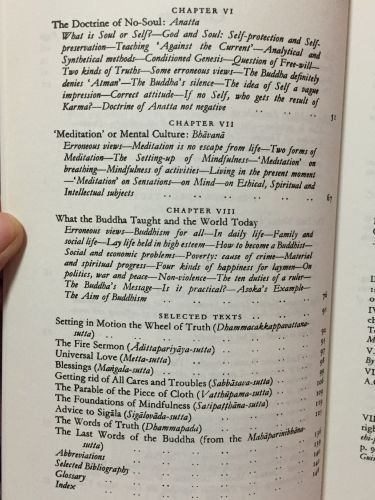 CHAPTER VI
The Doctrine of No-Soul: Anatta
What is Soul or Self?—God and Soul: Self-protection and Self-
preservation—Teaching 'Against the Current'—Analytical and
Synthetical methods—Conditioned Genesis—Question of Free-will—
Two kinds of Truths—Some erroneous views—The Buddha definitely
denies 'Atman'—The Buddha's silence—The idea of Self a vague
impression—Correct attitude—If no Self, who gets the result of
Karma?—Doctrine of Anatta not negative .. .. .. 51
CHAPTER VII
'Meditation' or Mental Culture: Bhāvanā
Erroneous views—Meditation is no escape from life—Two forms of
Meditation—The Setting-up of Mindfulness—'Meditation' on
breathing—Mindfulness of activities—Living in the present moment
—'Meditation' on Sensations—on Mind—on Ethical, Spiritual and
Intellectual subjects .. .. .. .. .. 67
CHAPTER VIII
What the Buddha Taught and the World Today
Erroneous views—Buddhism for all—In daily life—Family and
social life—Lay life held in high esteem—How to become a Buddhist—
Social and economic problems—Poverty: cause of crime—Material
and spiritual progress—Four kinds of happiness for laymen—On
politics, war and peace—Non-violence—The ten duties of a ruler—
The Buddha's Message—Is it practical?—Asoka's Example—
The Aim of Buddhism .. .. .. .. 76
SELECTED TEXTS
Setting in Motion the Wheel of Truth (Dhammacakkappavattana-
sutta) .. .. .. .. ..
The Fire Sermon (Ādittapariyāya-sutta)
Universal Love (Metta-sutta)
Blessings (Maṅgala-sutta)
Getting rid of All Cares and Troubles (Sabbāsava-sutta)
The Parable of the Piece of Cloth (Vatthūpama-sutta)
The Foundations of Mindfulness (Satipaṭṭhāna-sutta)
Advice to Sigāla (Sigālovāda-sutta)
The Words of Truth (Dhammapada)
The Last Words of the Buddha (from the Mahāparinibbāna-
sutta)
Abbreviations
Selected Bibliography
Glossary
Index